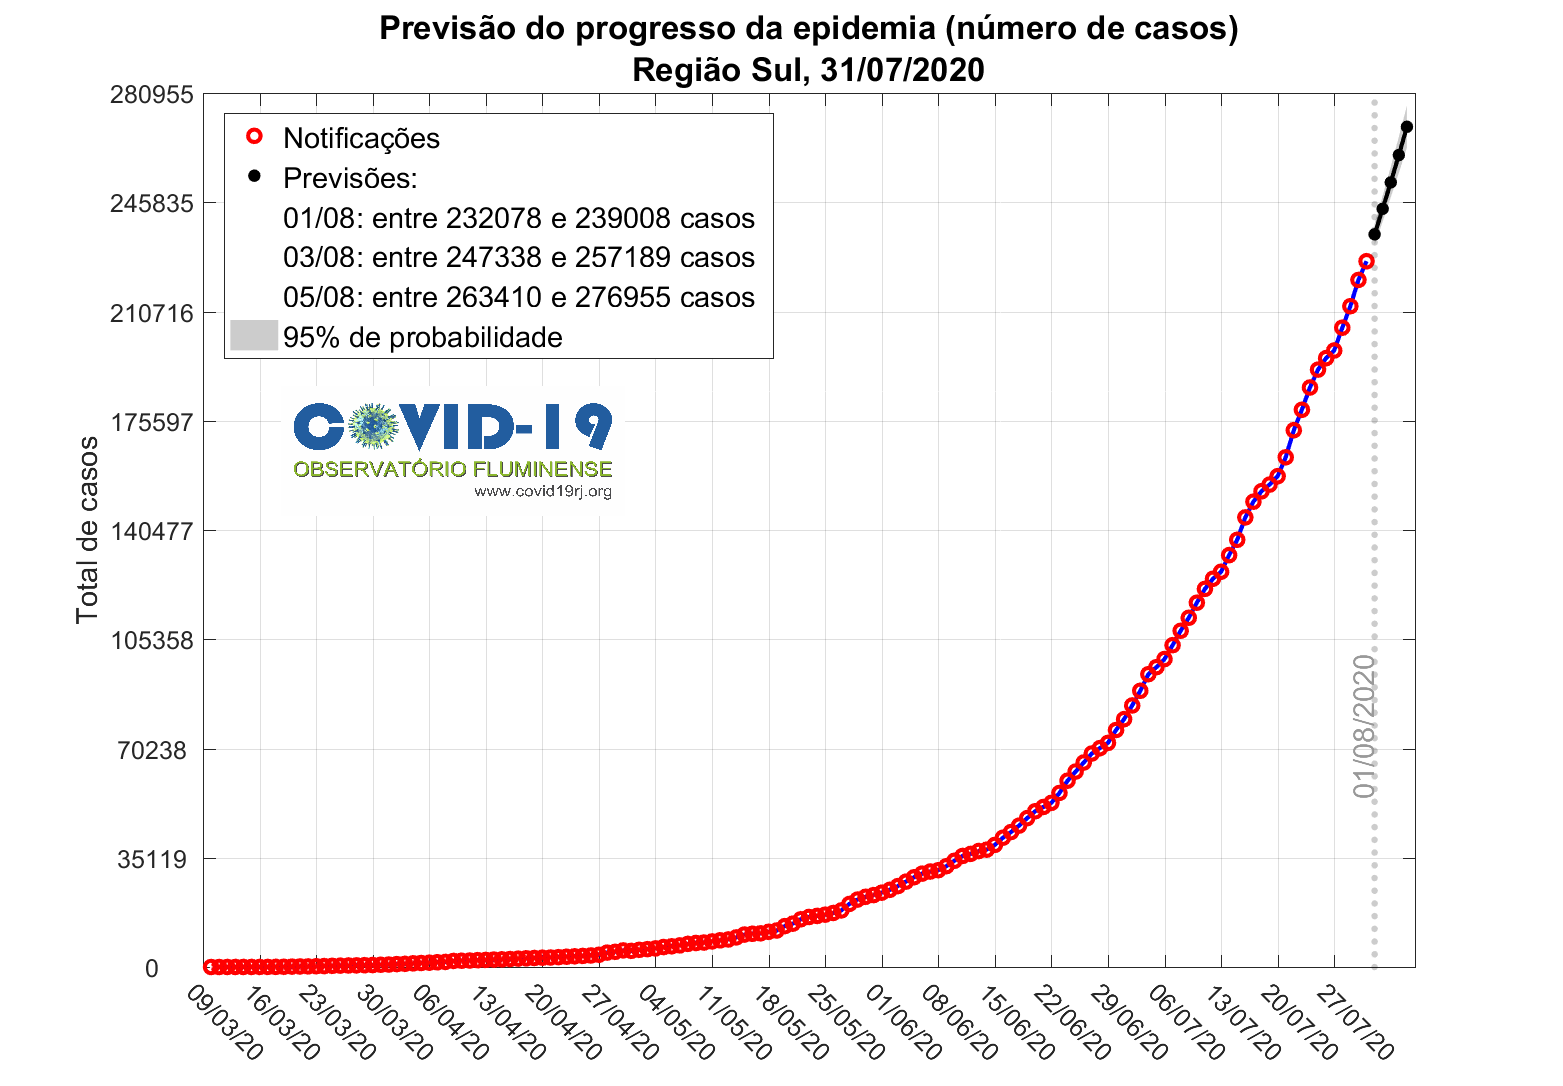 Previsão do progresso da epidemia (número de casos)
Região Sul, 31/07/2020
280955
245835
210716
175597
140477
105358
70238
35119
0
Total de casos
Notificações
Previsões:
01/08: entre 232078 e 239008 casos
03/08: entre 247338 e 257189 casos
05/08: entre 263410 e 276955 casos
95% de probabilidade
COVID-19
OBSERVATÓRIO FLUMINENSE
www.covid19rj.org
01/08/2020
09/03/20
16/03/20
23/03/20
30/03/20
06/04/20
13/04/20
20/04/20
27/04/20
04/05/20
11/05/20
18/05/20
25/05/20
01/06/20
08/06/20
15/06/20
22/06/20
29/06/20
06/07/20
13/07/20
20/07/20
27/07/20